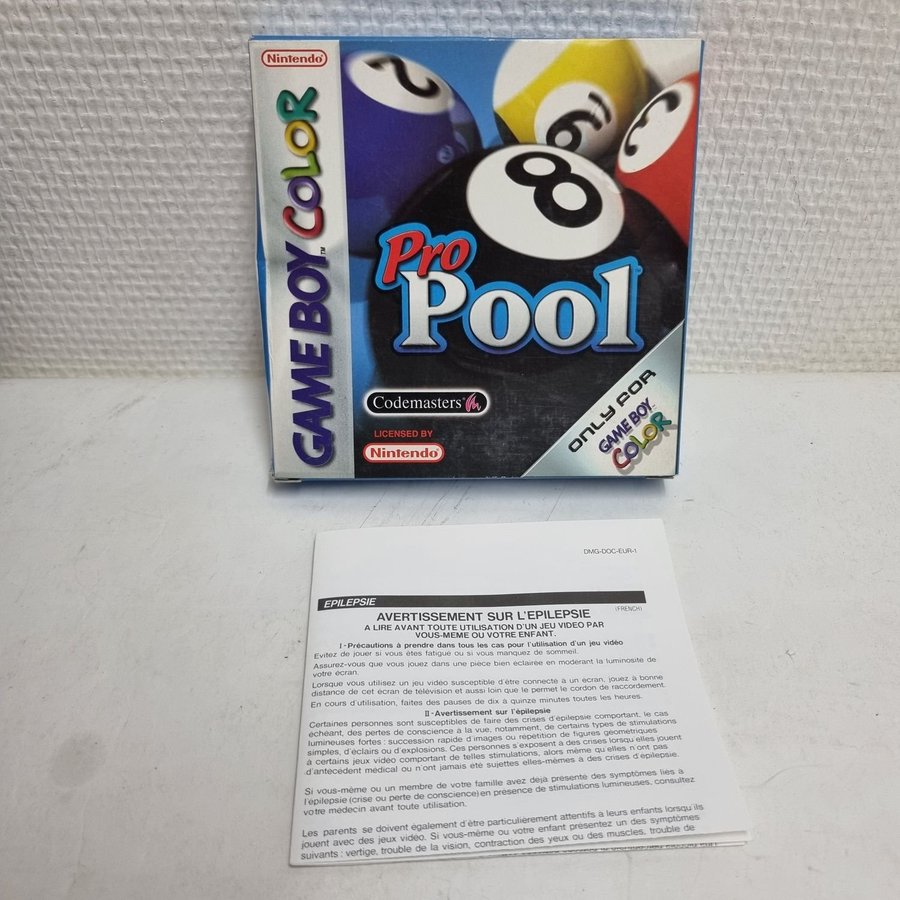 Nintendo
GAME BOY COLOR
TM
2
9
3
8
Pro
Pool
Codemasters
LICENSED BY
Nintendo
ONLY FOR
GAME BOY
COLOR
DMG-DOC-EUR-1
EPILEPSIE
(FRENCH)
AVERTISSEMENT SUR L'EPILEPSIE
A LIRE AVANT TOUTE UTILISATION D'UN JEU VIDEO PAR
VOUS-MEME OU VOTRE ENFANT.
I - Précautions à prendre dans tous les cas pour l'utilisation d'un jeu vidéo
Evitez de jouer si vous êtes fatigué ou si vous manquez de sommeil.
Assurez-vous que vous jouez dans une pièce bien éclairée en modérant la luminosité de
votre écran.
Lorsque vous utilisez un jeu vidéo susceptible d'être connecté à un écran, jouez à bonne
distance de cet écran de télévision et aussi loin que le permet le cordon de raccordement.
En cours d'utilisation, faites des pauses de dix à quinze minutes toutes les heures.
II - Avertissement sur l'épilepsie
Certaines personnes sont susceptibles de faire des crises d'épilepsie comportant, le cas
échéant, des pertes de conscience à la vue, notamment, de certains types de stimulations
lumineuses fortes : succession rapide d'images ou répétition de figures géométriques
simples, d'éclairs ou d'explosions. Ces personnes s'exposent à des crises lorsqu'elles jouent
à certains jeux vidéo comportant de telles stimulations, alors même qu'elles n'ont pas
d'antécédent médical ou n'ont jamais été sujettes elles-mêmes à des crises d'épilepsie.
Si vous-même ou un membre de votre famille avez déjà présenté des symptômes liés à
l'épilepsie (crise ou perte de conscience) en présence de stimulations lumineuses, consultez
votre médecin avant toute utilisation.
Les parents se doivent également d'être particulièrement attentifs à leurs enfants lorsqu'ils
jouent avec des jeux vidéo. Si vous-même ou votre enfant présentez un des symptômes
suivants : vertige, trouble de la vision, contraction des yeux ou des muscles, trouble de